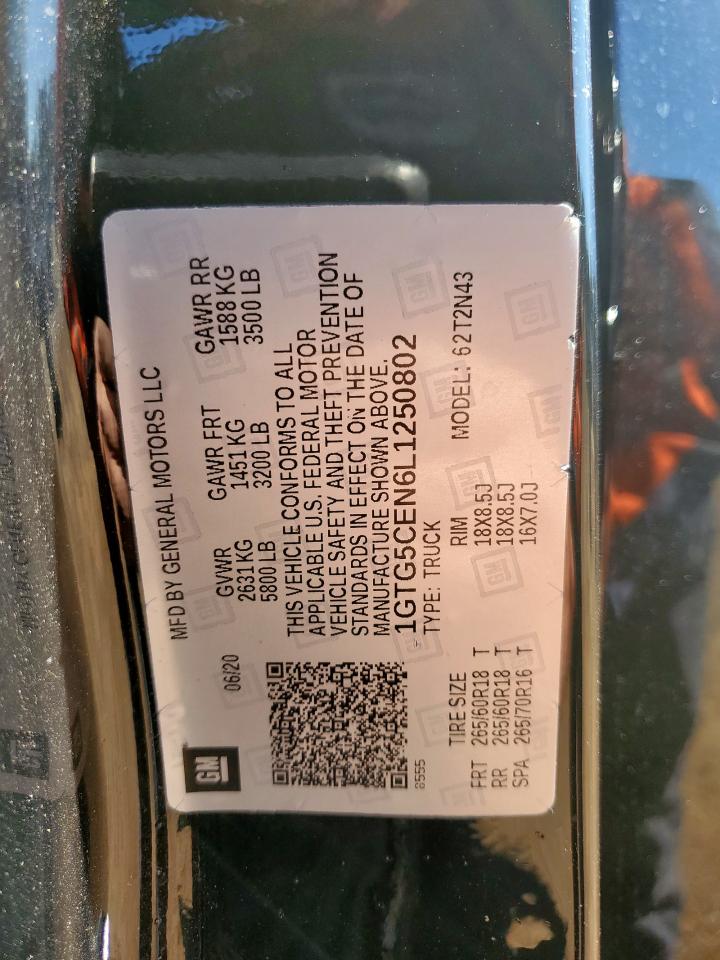 GM
MFD BY GENERAL MOTORS LLC
06/20
GVWR GAWR FRT GAWR RR
2631 KG 1451 KG 1588 KG
5800 LB 3200 LB 3500 LB
THIS VEHICLE CONFORMS TO ALL
APPLICABLE U.S. FEDERAL MOTOR
VEHICLE SAFETY AND THEFT PREVENTION
STANDARDS IN EFFECT ON THE DATE OF
MANUFACTURE SHOWN ABOVE.
1GTG5CEN6L1250802
8555
TYPE: TRUCK MODEL: 62T2N43
TIRE SIZE RIM
FRT 265/60R18 T 18X8.5J
RR 265/60R18 T 18X8.5J
SPA 265/70R16 T 16X7.0J